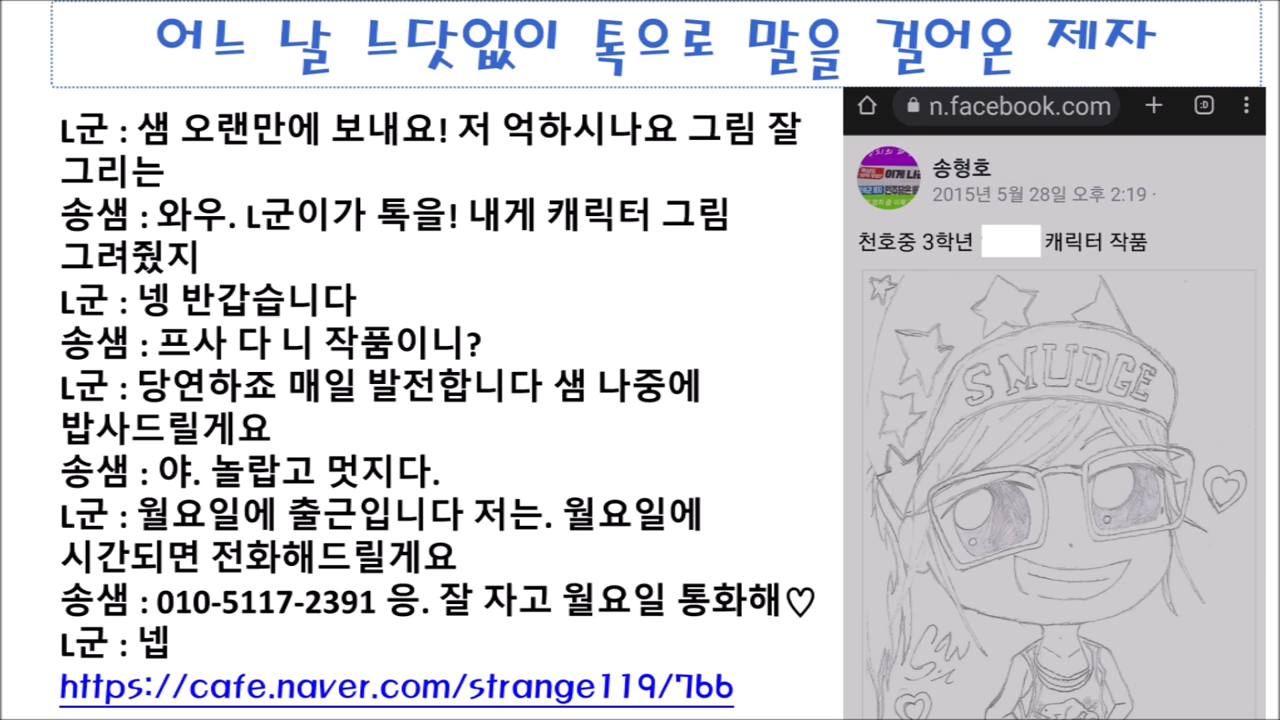 어느 날 느닷없이 톡으로 말을 걸어온 제자
L군 : 샘 오랜만에 보내요! 저 억하시나요 그림 잘
그리는
송샘 : 와우. L군이가 톡을! 내게 캐릭터 그림
그려줬지
L군 : 넹 반갑습니다
송샘 : 프사 다 니 작품이니?
L군 : 당연하죠 매일 발전합니다 샘 나중에
밥사드릴게요
송샘 : 야. 놀랍고 멋지다.
L군 : 월요일에 출근입니다 저는. 월요일에
시간되면 전화해드릴게요
송샘 : 010-5117-2391 응. 잘 자고 월요일 통화해♡
L군 : 넵
https://cafe.naver.com/strange119/766
n.facebook.com
:D
이게 나라
송형호
2015년 5월 28일 오후 2:19 ·
천호중 3학년 캐릭터 작품
SMUDGE